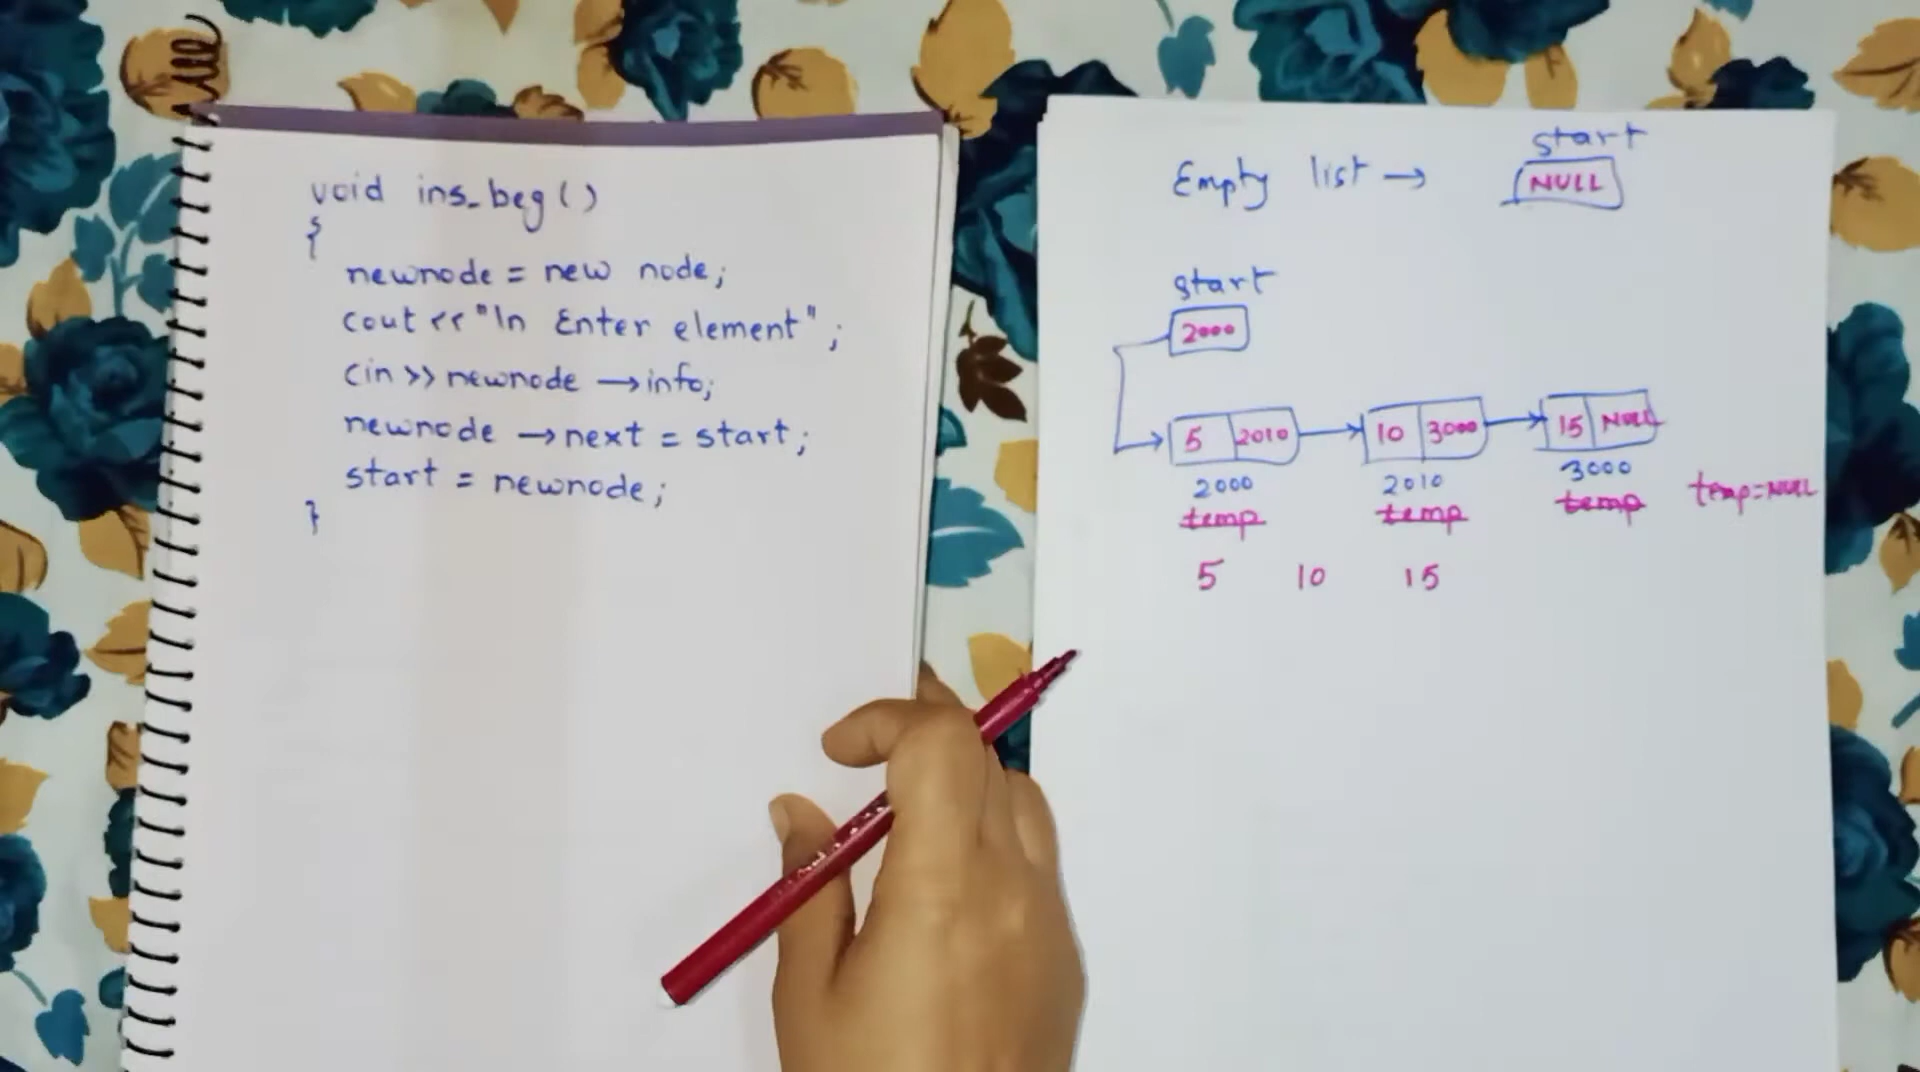 void ins_beg()
{
newnode = new node;
cout << "\n Enter element";
cin >> newnode → info;
newnode → next = start;
start = newnode;
}
start
Empty list → NULL
start
2000
5 2010 → 10 3000 → 15 NULL
2000 2010 3000
temp temp temp temp=NULL
5 10 15